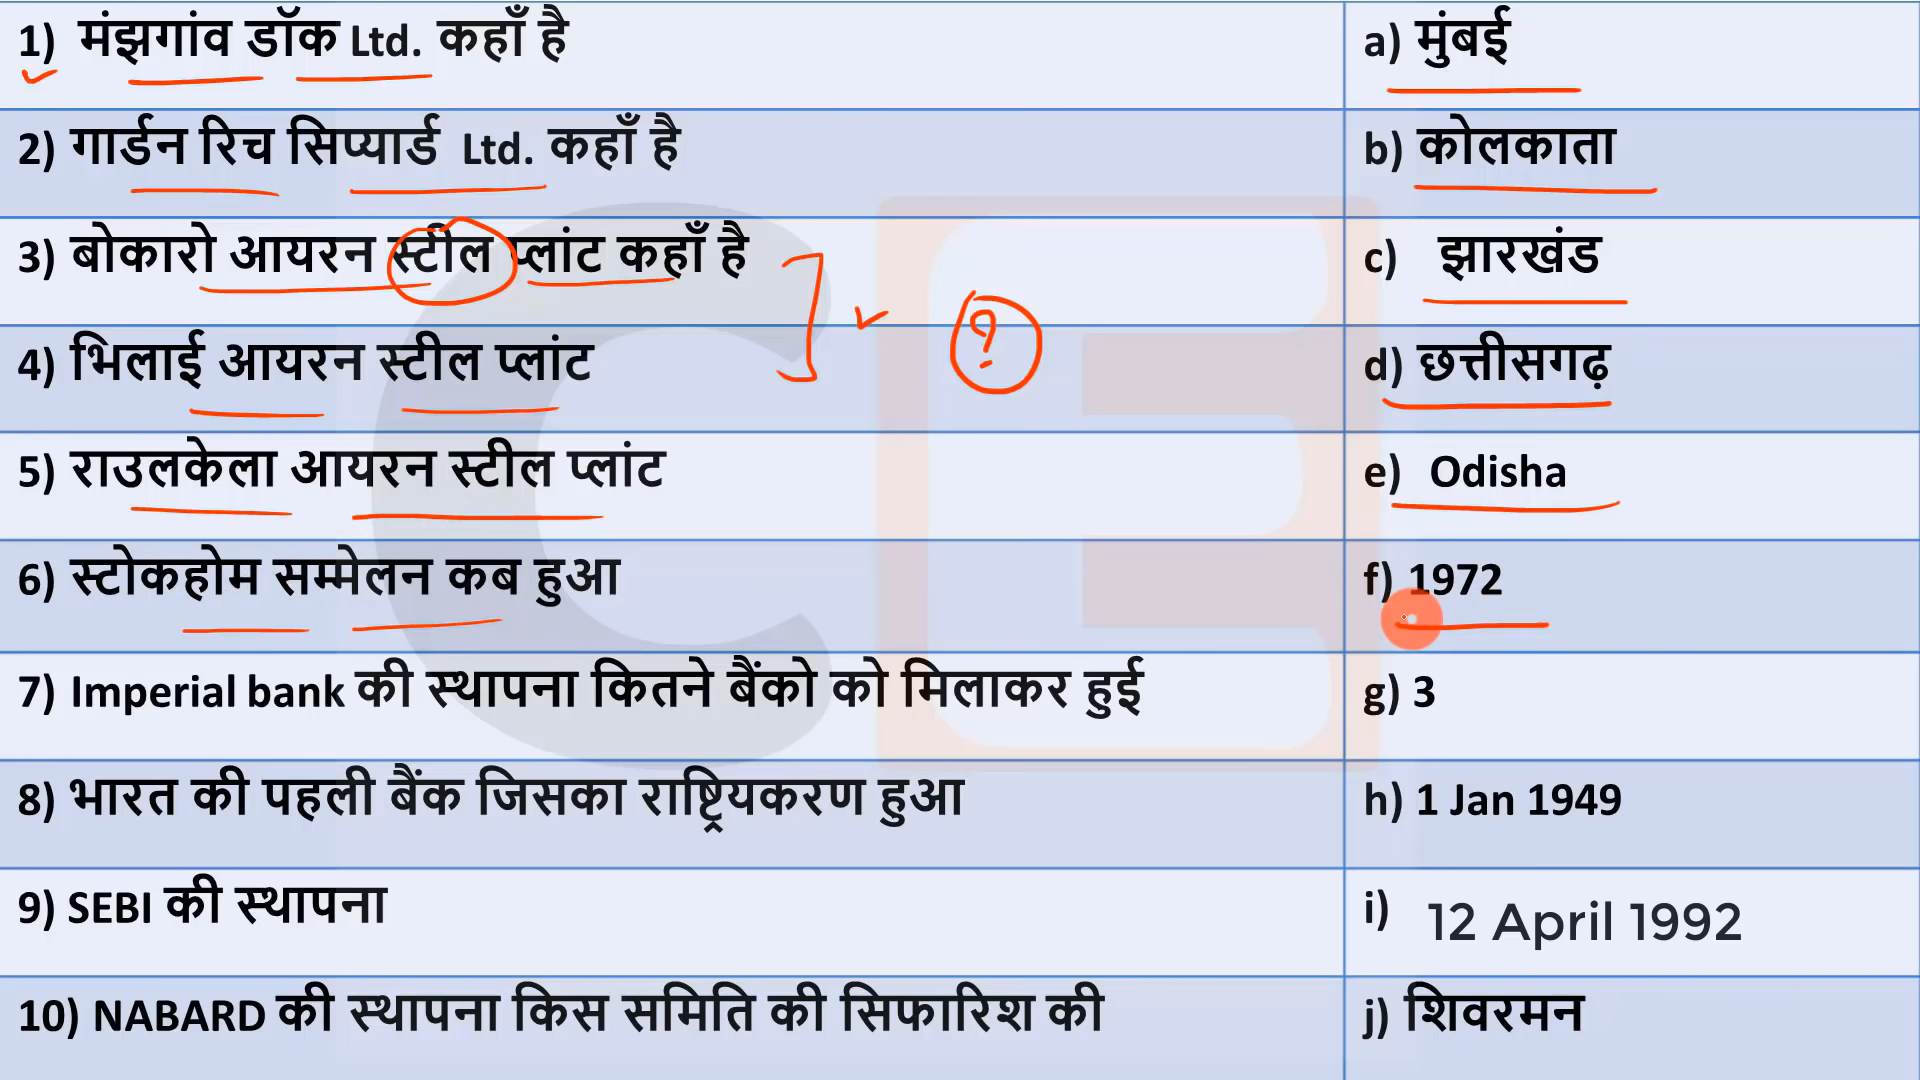 1) मंझगांव डॉक Ltd. कहाँ है
a) मुंबई
2) गार्डन रिच सिप्यार्ड Ltd. कहाँ है
b) कोलकाता
3) बोकारो आयरन स्टील प्लांट कहाँ है
c) झारखंड
4) भिलाई आयरन स्टील प्लांट
d) छत्तीसगढ़
5) राउलकेला आयरन स्टील प्लांट
e) Odisha
6) स्टोकहोम सम्मेलन कब हुआ
f) 1972
7) Imperial bank की स्थापना कितने बैंको को मिलाकर हुई
g) 3
8) भारत की पहली बैंक जिसका राष्ट्रियकरण हुआ
h) 1 Jan 1949
9) SEBI की स्थापना
i) 12 April 1992
10) NABARD की स्थापना किस समिति की सिफारिश की
j) शिवरमन
?
CE